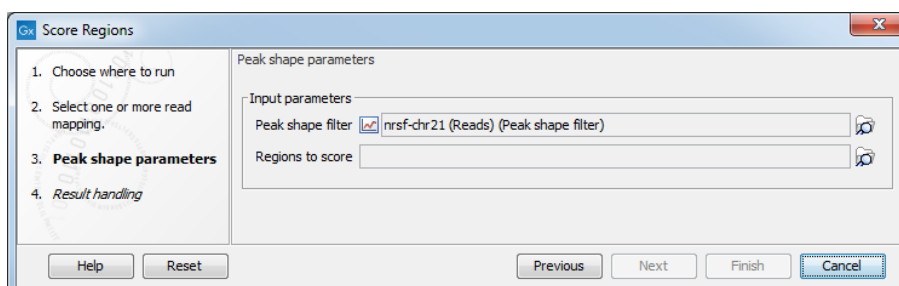 Gx Score Regions
1. Choose where to run
2. Select one or more read
mapping.
3. Peak shape parameters
4. Result handling
Peak shape parameters
Input parameters
Peak shape filter nrsf-chr21 (Reads) (Peak shape filter)
Regions to score
Help Reset Previous Next Finish Cancel